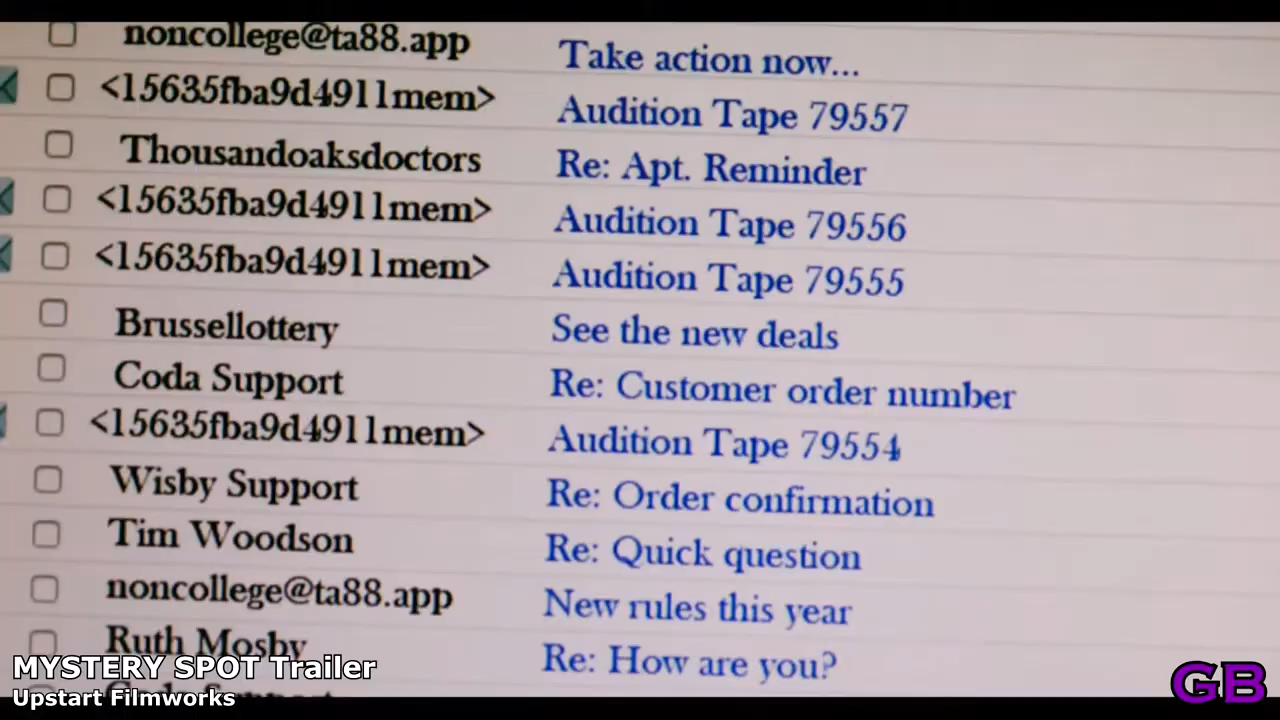 noncollege@ta88.app Take action now...
<15635fba9d4911mem> Audition Tape 79557
Thousandoaksdoctors Re: Apt. Reminder
<15635fba9d4911mem> Audition Tape 79556
<15635fba9d4911mem> Audition Tape 79555
Brussellottery See the new deals
Coda Support Re: Customer order number
<15635fba9d4911mem> Audition Tape 79554
Wisby Support Re: Order confirmation
Tim Woodson Re: Quick question
noncollege@ta88.app New rules this year
Ruth Mosby Re: How are you?
MYSTERY SPOT Trailer
Upstart Filmworks
GB